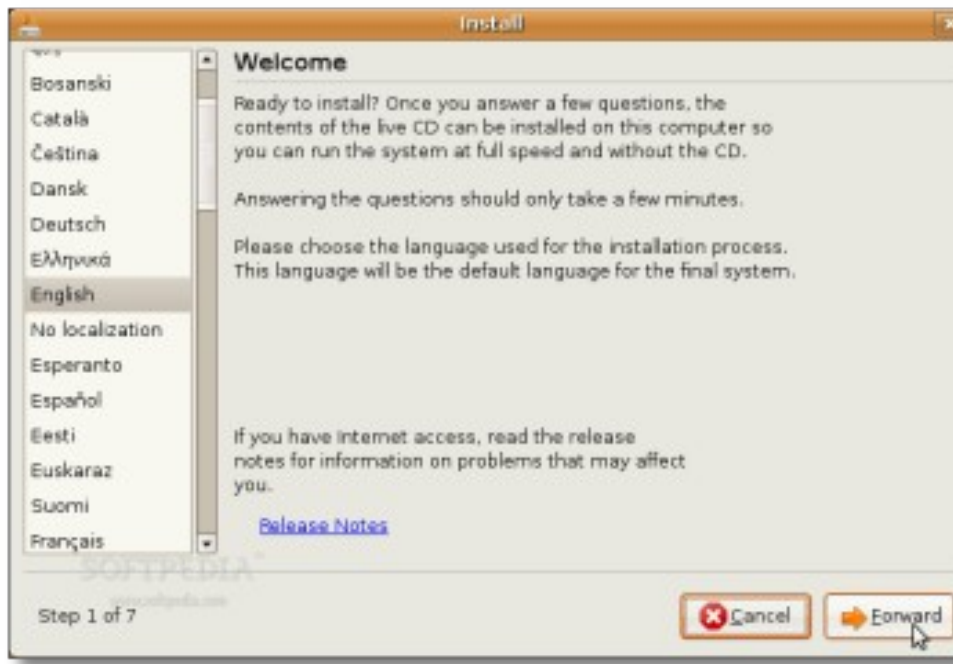 Install
Bosanski
Català
Čeština
Dansk
Deutsch
Ελληνικά
English
No localization
Esperanto
Español
Eesti
Euskaraz
Suomi
Français
Welcome
Ready to install? Once you answer a few questions, the
contents of the live CD can be installed on this computer so
you can run the system at full speed and without the CD.
Answering the questions should only take a few minutes.
Please choose the language used for the installation process.
This language will be the default language for the final system.
If you have Internet access, read the release
notes for information on problems that may affect
you.
Release Notes
SOFTPEDIA
www.softpedia.com
Step 1 of 7
Cancel
Forward